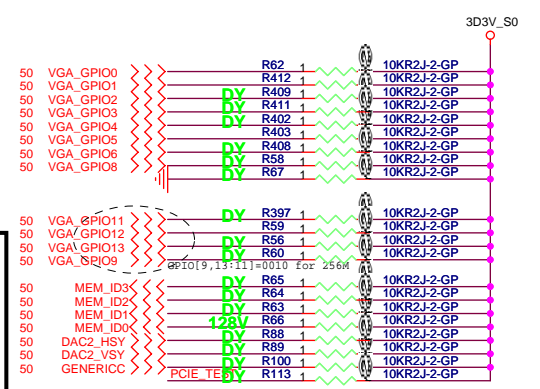 3D3V_S0
50 VGA_GPIO0 R62 1 10KR2J-2-GP
50 VGA_GPIO1 R412 1 10KR2J-2-GP
50 VGA_GPIO2 DY R409 1 10KR2J-2-GP
50 VGA_GPIO3 DY R411 1 10KR2J-2-GP
50 VGA_GPIO4 DY R402 1 10KR2J-2-GP
50 VGA_GPIO5 R403 1 10KR2J-2-GP
50 VGA_GPIO6 DY R408 1 10KR2J-2-GP
50 VGA_GPIO8 DY R58 1 10KR2J-2-GP
DY R67 1 10KR2J-2-GP
50 VGA_GPIO11 DY R397 1 10KR2J-2-GP
50 VGA_GPIO12 R59 1 10KR2J-2-GP
50 VGA_GPIO13 DY R56 1 10KR2J-2-GP
50 VGA_GPIO9 DY R60 1 10KR2J-2-GP
GPIO[9,13:11]=0010 for 256M
50 MEM_ID3 DY R65 1 10KR2J-2-GP
50 MEM_ID2 DY R64 1 10KR2J-2-GP
50 MEM_ID1 DY R63 1 10KR2J-2-GP
50 MEM_ID0 128V R66 1 10KR2J-2-GP
50 DAC2_HSY DY R88 1 10KR2J-2-GP
50 DAC2_VSY DY R89 1 10KR2J-2-GP
50 GENERICC DY R100 1 10KR2J-2-GP
PCIE_TEST DY R113 1 10KR2J-2-GP